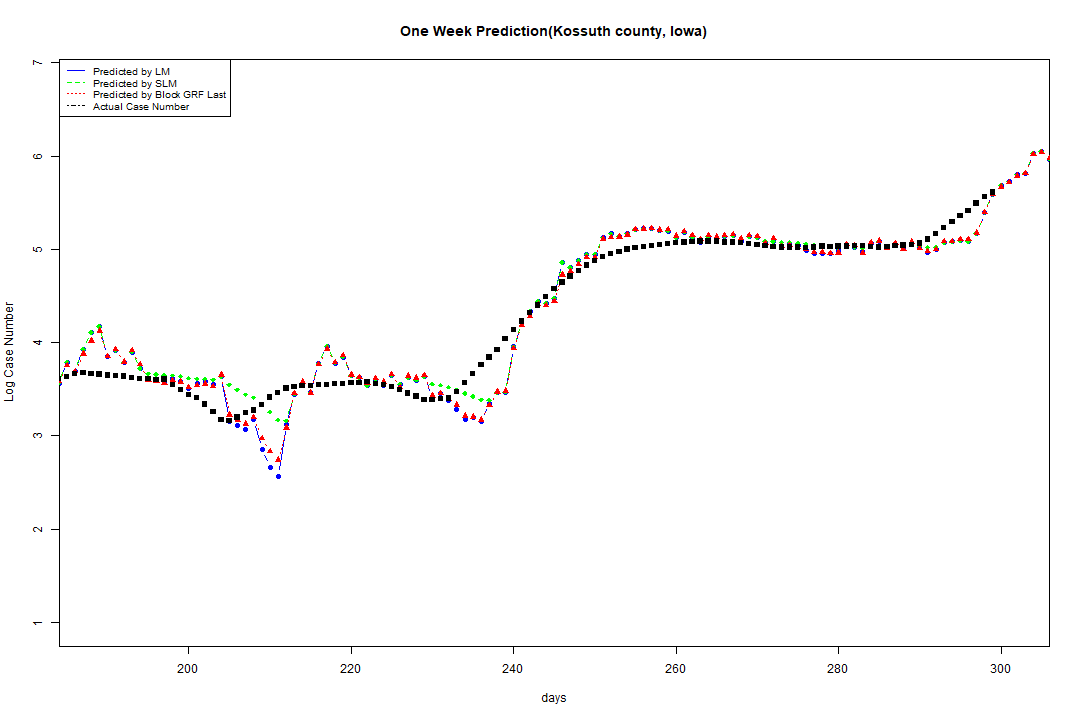 One Week Prediction(Kossuth county, Iowa)
Predicted by LM
Predicted by SLM
Predicted by Block GRF Last
Actual Case Number
Log Case Number
7
6
5
4
3
2
1
200 220 240 260 280 300
days